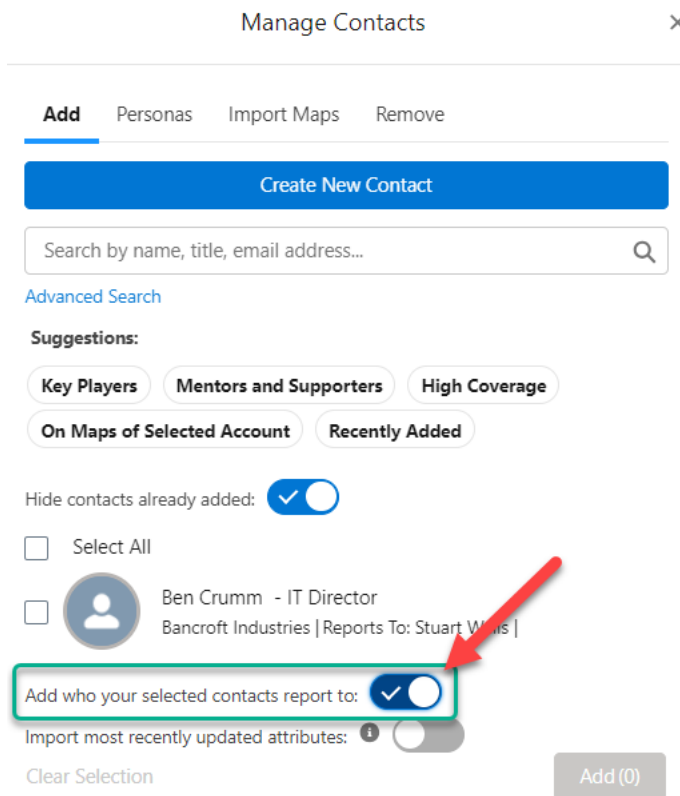 Manage Contacts
Add Personas Import Maps Remove
Create New Contact
Search by name, title, email address...
Advanced Search
Suggestions:
Key Players Mentors and Supporters High Coverage
On Maps of Selected Account Recently Added
Hide contacts already added:
Select All
Ben Crumm - IT Director
Bancroft Industries | Reports To: Stuart |
Add who your selected contacts report to:
Import most recently updated attributes:
Clear Selection Add (0)